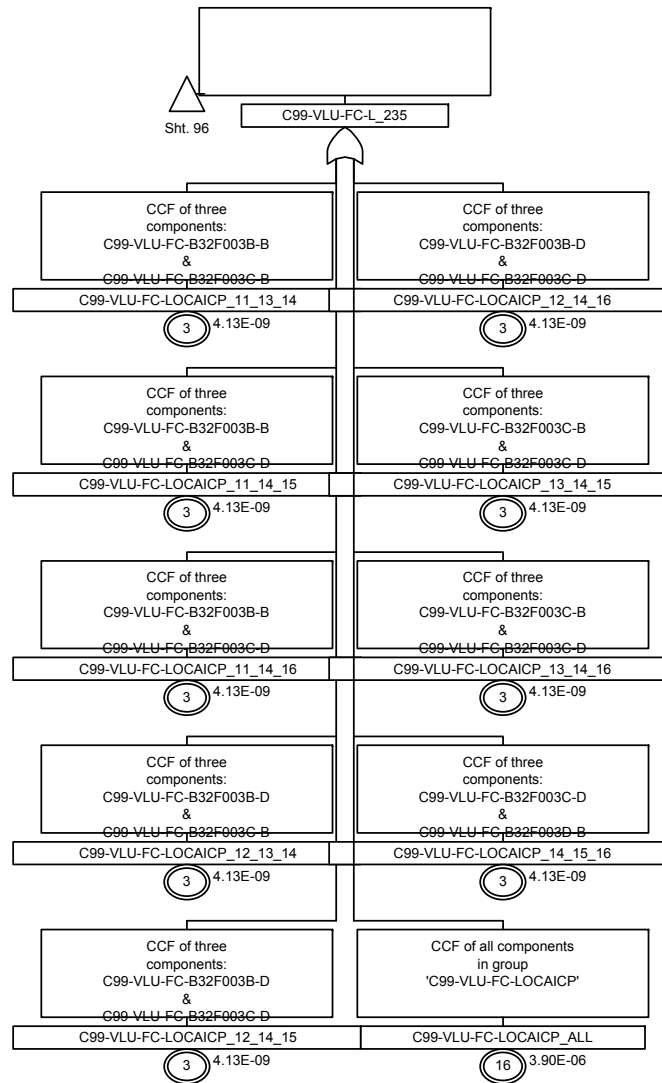 Sht. 96
C99-VLU-FC-L_235
CCF of three
components:
C99-VLU-FC-B32F003B-B
&
C99-VLU-FC-B32F003C-B
C99-VLU-FC-LOCAICP_11_13_14
3
4.13E-09
CCF of three
components:
C99-VLU-FC-B32F003B-D
&
C99-VLU-FC-B32F003C-D
C99-VLU-FC-LOCAICP_12_14_16
3
4.13E-09
CCF of three
components:
C99-VLU-FC-B32F003B-B
&
C99-VLU-FC-B32F003C-D
C99-VLU-FC-LOCAICP_11_14_15
3
4.13E-09
CCF of three
components:
C99-VLU-FC-B32F003C-B
&
C99-VLU-FC-B32F003C-D
C99-VLU-FC-LOCAICP_13_14_15
3
4.13E-09
CCF of three
components:
C99-VLU-FC-B32F003B-B
&
C99-VLU-FC-B32F003C-D
C99-VLU-FC-LOCAICP_11_14_16
3
4.13E-09
CCF of three
components:
C99-VLU-FC-B32F003C-B
&
C99-VLU-FC-B32F003C-D
C99-VLU-FC-LOCAICP_13_14_16
3
4.13E-09
CCF of three
components:
C99-VLU-FC-B32F003B-D
&
C99-VLU-FC-B32F003C-B
C99-VLU-FC-LOCAICP_12_13_14
3
4.13E-09
CCF of three
components:
C99-VLU-FC-B32F003C-D
&
C99-VLU-FC-B32F003D-B
C99-VLU-FC-LOCAICP_14_15_16
3
4.13E-09
CCF of three
components:
C99-VLU-FC-B32F003B-D
&
C99-VLU-FC-B32F003C-D
C99-VLU-FC-LOCAICP_12_14_15
3
4.13E-09
CCF of all components
in group
'C99-VLU-FC-LOCAICP'
C99-VLU-FC-LOCAICP_ALL
16
3.90E-06